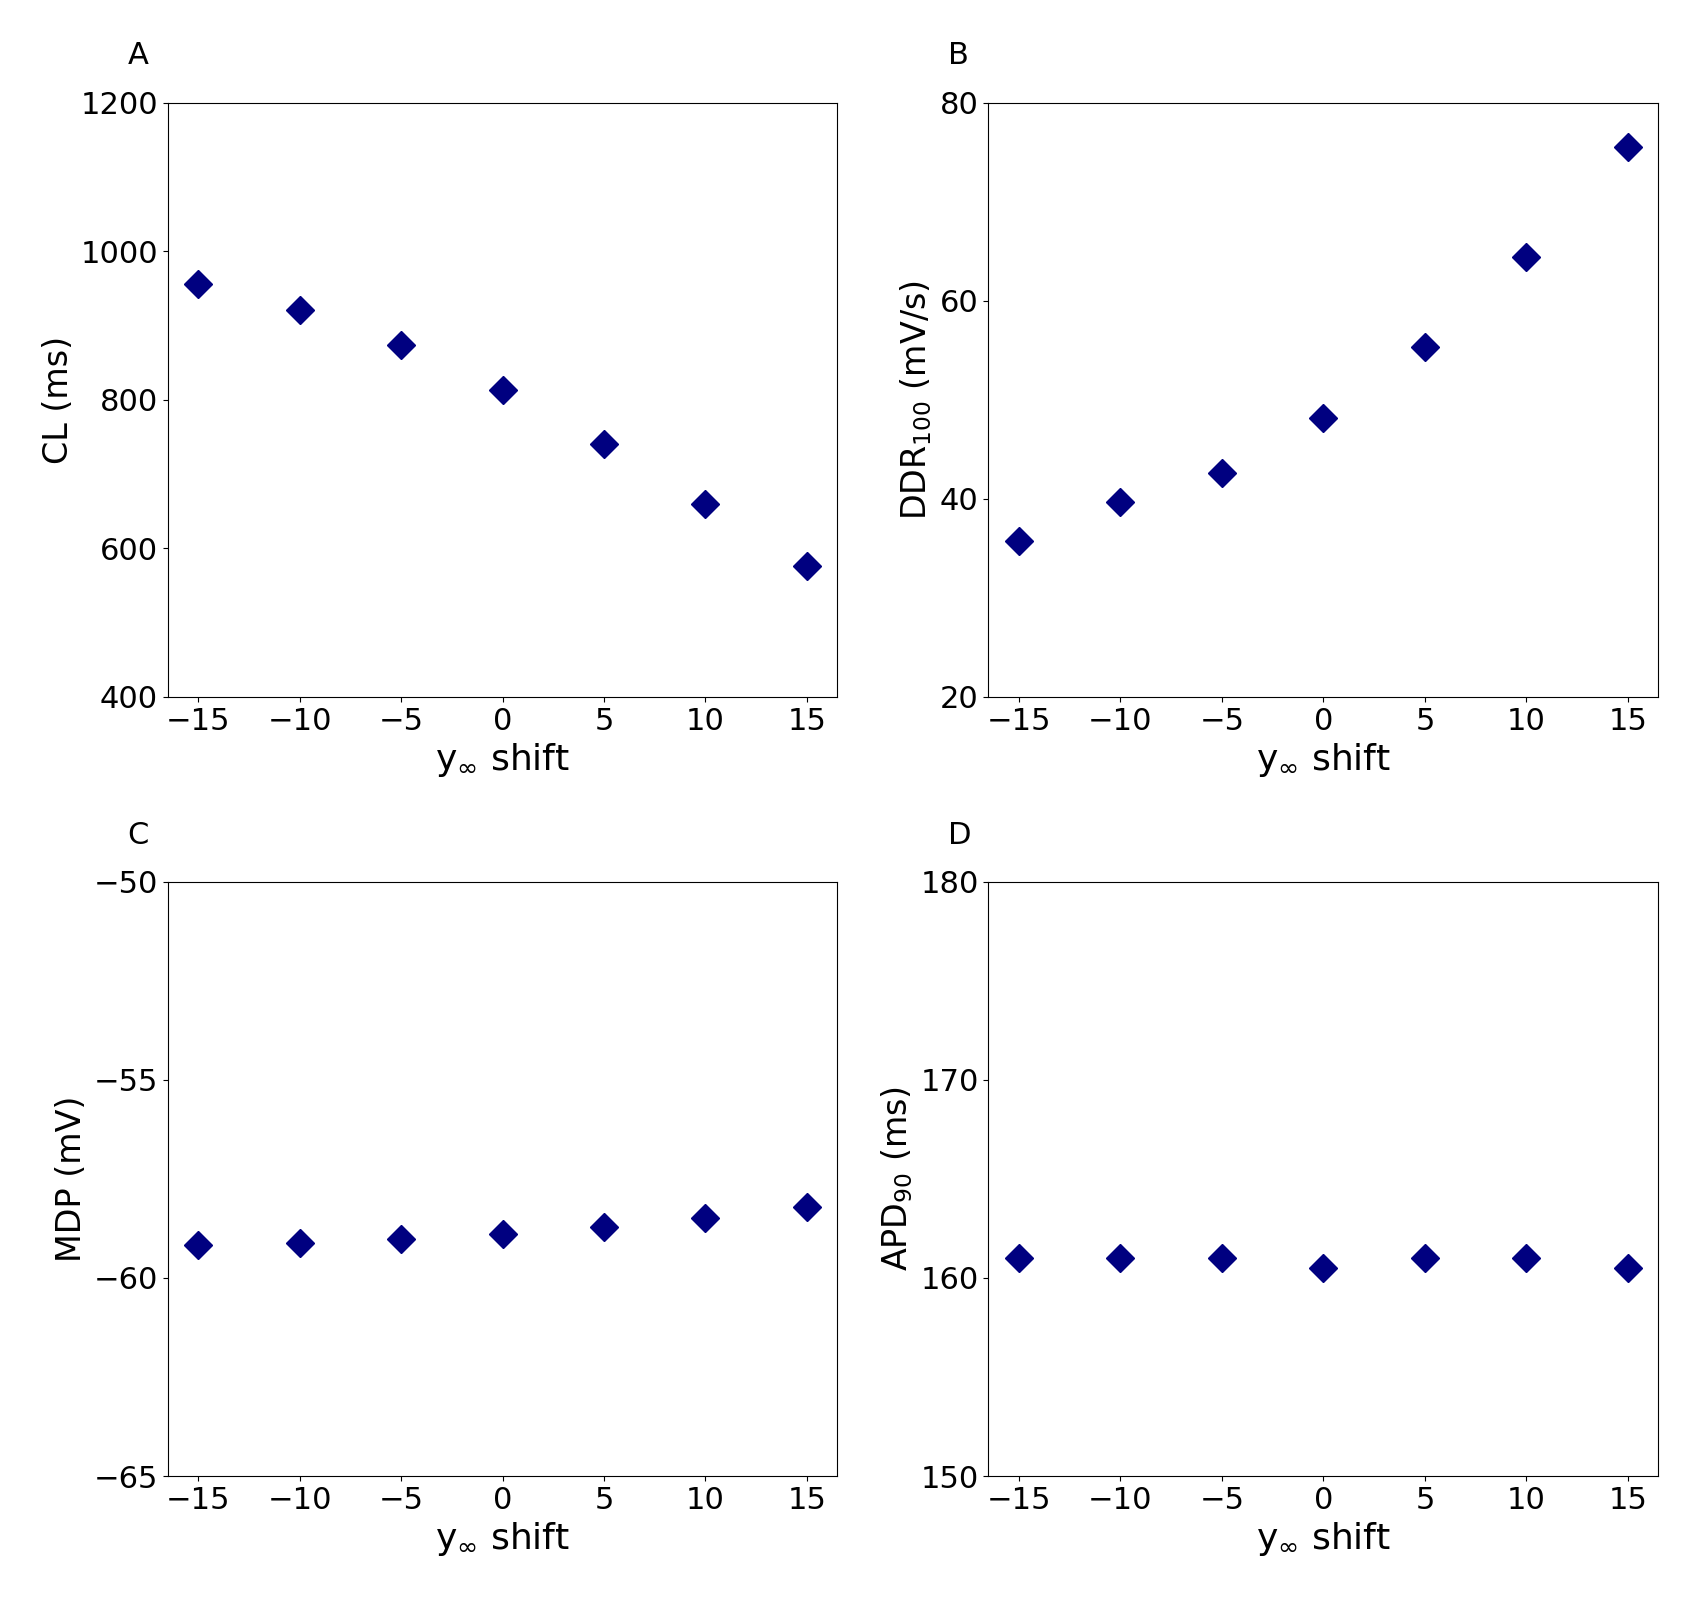 A
1200
1000
800
600
400
CL (ms)
−15 −10 −5 0 5 10 15
y∞ shift
B
80
60
40
20
DDR100 (mV/s)
−15 −10 −5 0 5 10 15
y∞ shift
C
−50
−55
−60
−65
MDP (mV)
−15 −10 −5 0 5 10 15
y∞ shift
D
180
170
160
150
APD90 (ms)
−15 −10 −5 0 5 10 15
y∞ shift